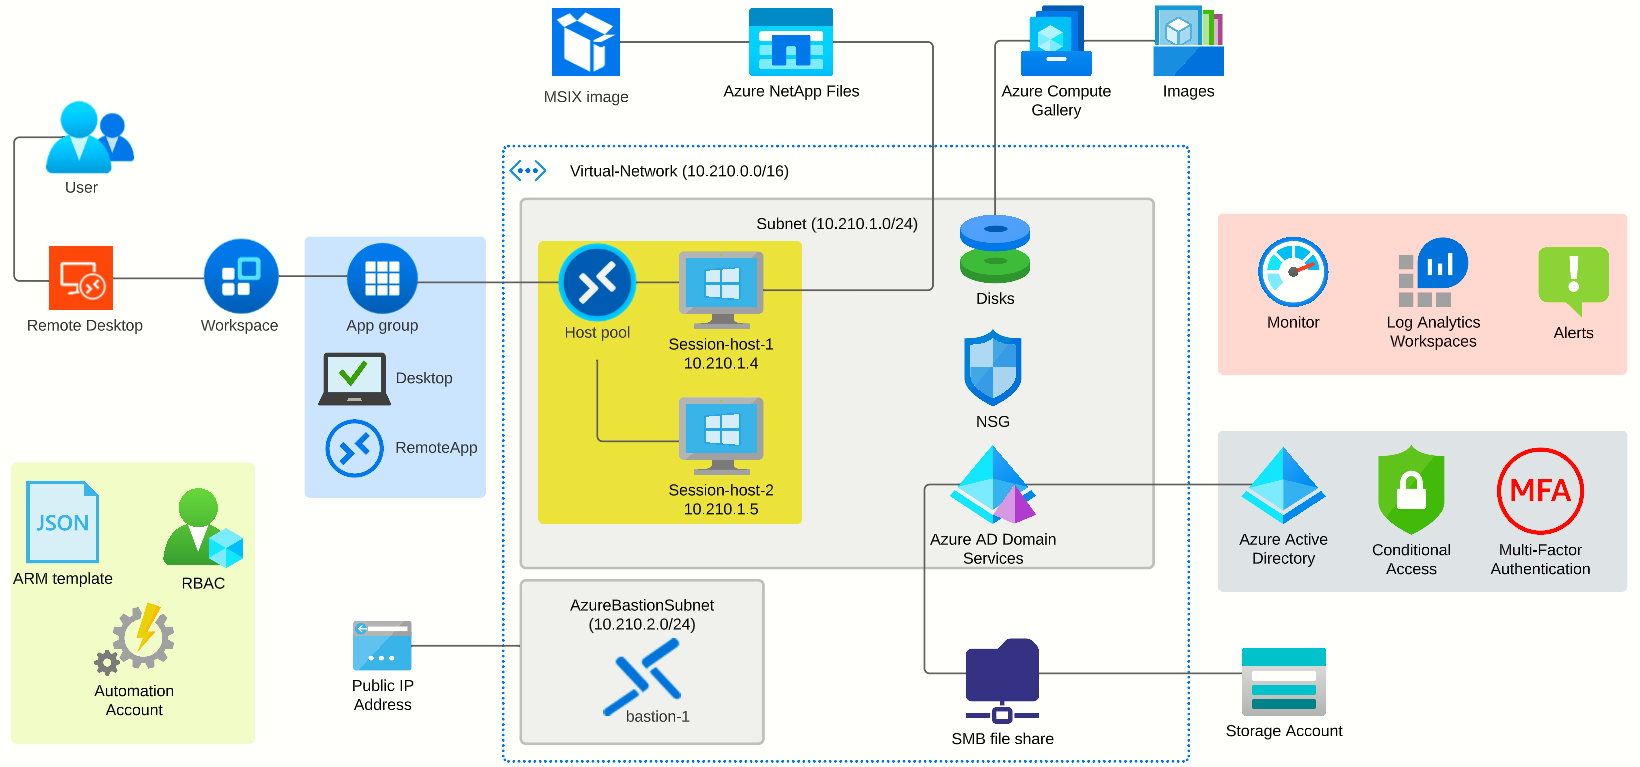 MSIX image
Azure NetApp Files
Azure Compute
Gallery
Images
User
Virtual-Network (10.210.0.0/16)
Subnet (10.210.1.0/24)
Remote Desktop
Workspace
App group
Desktop
RemoteApp
Host pool
Session-host-1
10.210.1.4
Session-host-2
10.210.1.5
Disks
NSG
Azure AD Domain
Services
Monitor
Log Analytics
Workspaces
Alerts
Azure Active
Directory
Conditional
Access
MFA
Multi-Factor
Authentication
JSON
ARM template
RBAC
Automation
Account
Public IP
Address
AzureBastionSubnet
(10.210.2.0/24)
bastion-1
SMB file share
Storage Account